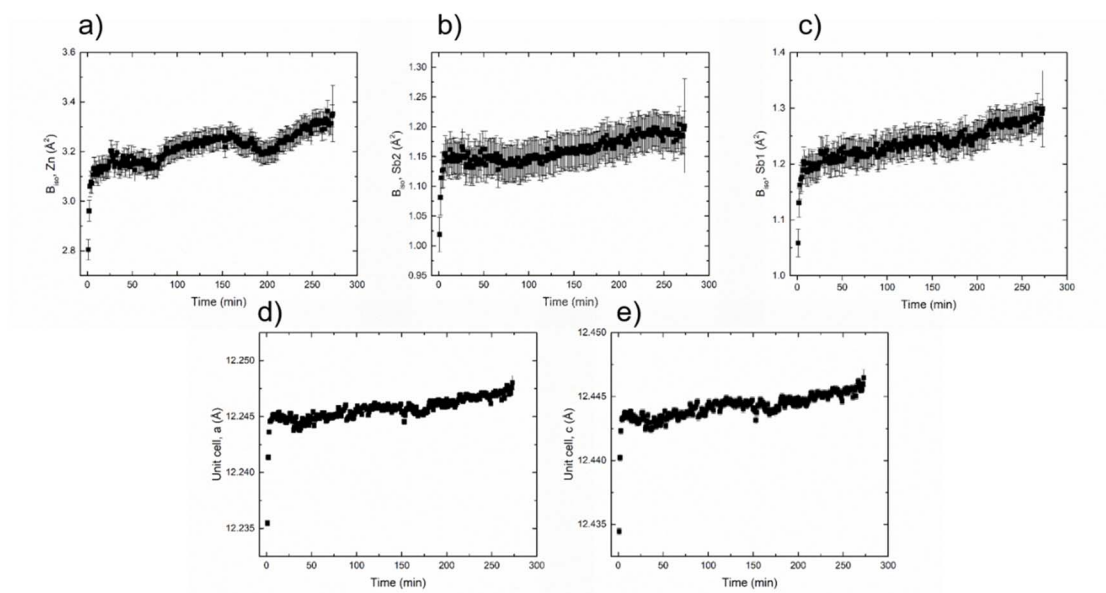 a)
3.6
3.4
3.2
3.0
2.8
B_iso, Zn (Å²)
0 50 100 150 200 250 300
Time (min)
b)
1.30
1.25
1.20
1.15
1.10
1.05
1.00
0.95
B_iso, Sb2 (Å²)
0 50 100 150 200 250 300
Time (min)
c)
1.4
1.3
1.2
1.1
1.0
B_iso, Sb1 (Å²)
0 50 100 150 200 250 300
Time (min)
d)
12.250
12.245
12.240
12.235
Unit cell, a (Å)
0 50 100 150 200 250 300
Time (min)
e)
12.450
12.445
12.440
12.435
Unit cell, c (Å)
0 50 100 150 200 250 300
Time (min)